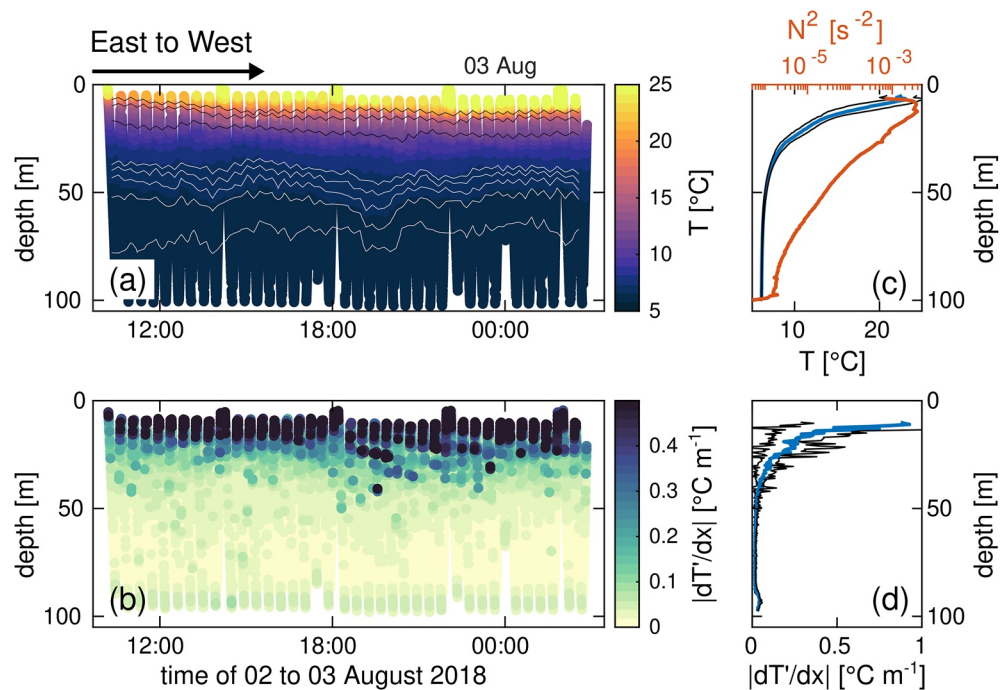 East to West
03 Aug
N² [s⁻²]
10⁻⁵ 10⁻³
0
50
100
depth [m]
(a)
12:00 18:00 00:00
25
20
15
10
5
T [°C]
0
50
100
depth [m]
(c)
10 20
T [°C]
0
50
100
depth [m]
(b)
12:00 18:00 00:00
time of 02 to 03 August 2018
0.4
0.3
0.2
0.1
0
|dT'/dx| [°C m⁻¹]
0
50
100
depth [m]
(d)
0 0.5 1
|dT'/dx| [°C m⁻¹]